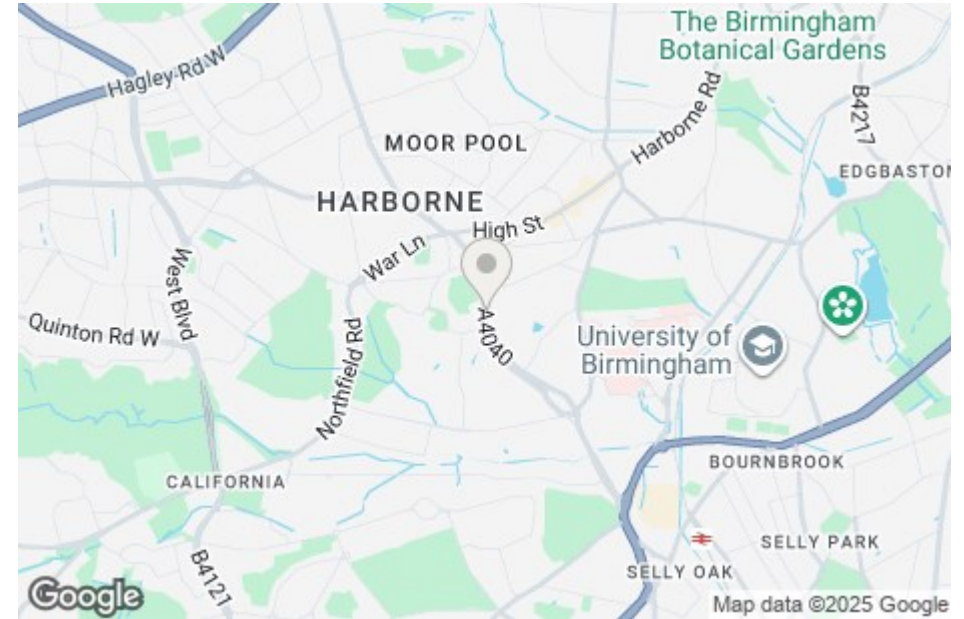 The Birmingham
Botanical Gardens
Hagley Rd W
Harborne Rd
B4217
MOOR POOL
EDGBASTON
HARBORNE
High St
War Ln
West Blvd
Quinton Rd W
Northfield Rd
A4040
University of
Birmingham
BOURNBROOK
CALIFORNIA
SELLY PARK
SELLY OAK
B4121
Google
Map data ©2025 Google